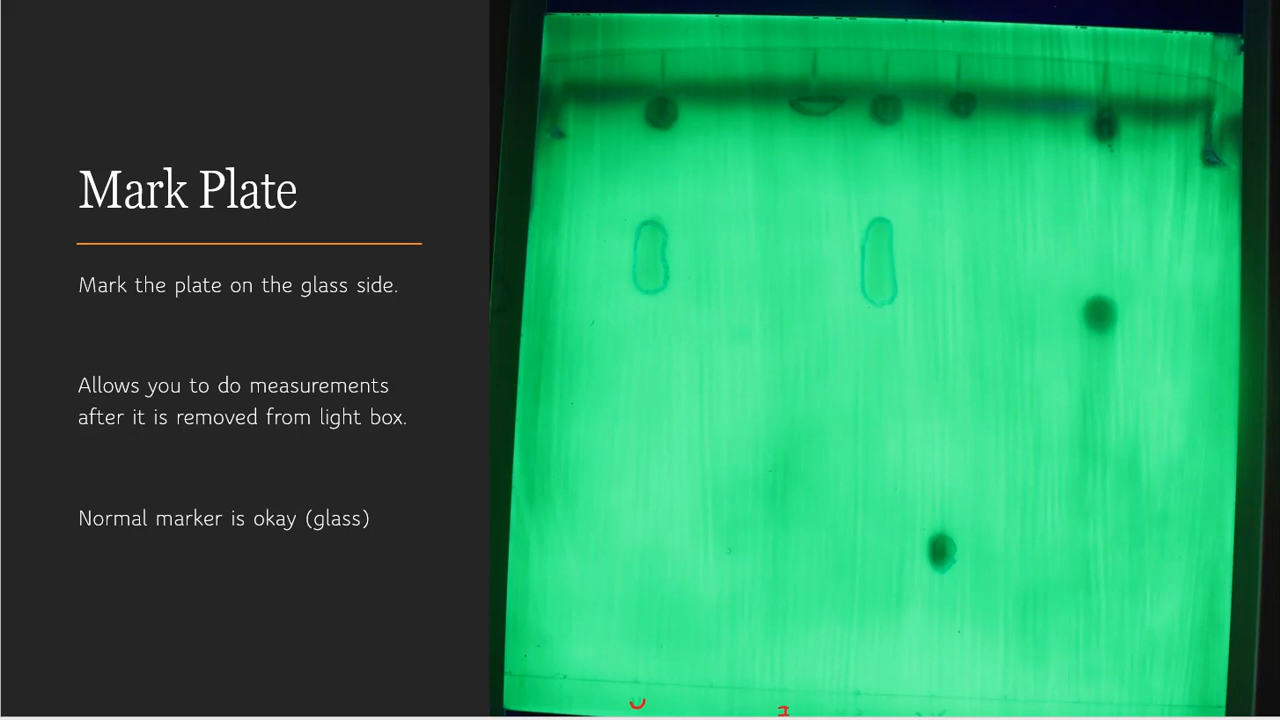 Mark Plate
Mark the plate on the glass side.
Allows you to do measurements
after it is removed from light box.
Normal marker is okay (glass)